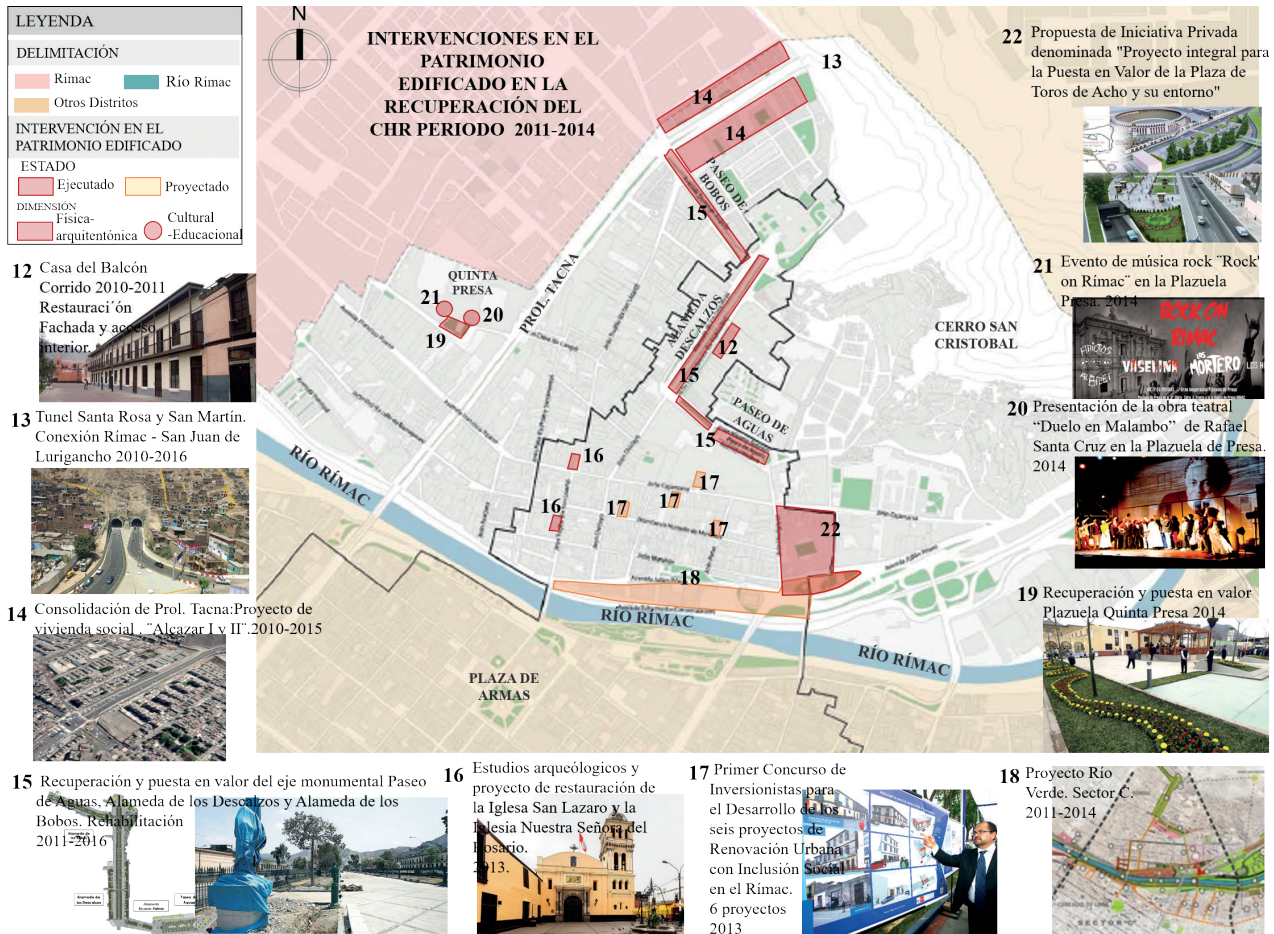 LEYENDA
DELIMITACIÓN
Rimac
Río Rimac
Otros Distritos
INTERVENCIÓN EN EL
PATRIMONIO EDIFICADO
ESTADO
Ejecutado
Proyectado
DIMENSIÓN
Física-
arquitentónica
Cultural
-Educacional
N
INTERVENCIONES EN EL
PATRIMONIO
EDIFICADO EN LA
RECUPERACIÓN DEL
CHR PERIODO 2011-2014
13
14
14
PASEO DE
BOBOS
15
QUINTA
PRESA
21
20
19
PROL. TACNA
ALAMEDA
DESCALZOS
12
15
CERRO SAN
CRISTOBAL
PASEO DE
AGUAS
15
16
17
17
17
16
17
22
18
RÍO RÍMAC
RÍO RÍMAC
RÍO RÍMAC
PLAZA DE
ARMAS
12 Casa del Balcón
Corrido 2010-2011
Restauraci´ón
Fachada y acceso
interior.
13 Tunel Santa Rosa y San Martín.
Conexión Rímac - San Juan de
Lurigancho 2010-2016
14 Consolidación de Prol. Tacna:Proyecto de
vivienda social , ¨Alcazar I y II¨.2010-2015
15 Recuperación y puesta en valor del eje monumental Paseo
de Aguas, Alameda de los Descalzos y Alameda de los
Bobos. Rehabilitación
2011-2016
Alameda de
los Descalzos
Alameda
16 Estudios arqueólogicos y
proyecto de restauración de
la Iglesa San Lazaro y la
Iglesia Nuestra Señora del
Rosario.
2013.
17 Primer Concurso de
Inversionistas para
el Desarrollo de los
seis proyectos de
Renovación Urbana
con Inclusión Social
en el Rímac.
6 proyectos
2013
18 Proyecto Río
Verde. Sector C.
2011-2014
SECTOR "C"
22 Propuesta de Iniciativa Privada
denominada "Proyecto integral para
la Puesta en Valor de la Plaza de
Toros de Acho y su entorno"
21 Evento de música rock ¨Rock'
on Rímac¨ en la Plazuela
Presa. 2014
ROCK ON
RIMAC
VASELINA
LOS
MORTERO
20 Presentación de la obra teatral
“Duelo en Malambo” de Rafael
Santa Cruz en la Plazuela de Presa.
2014
19 Recuperación y puesta en valor
Plazuela Quinta Presa 2014